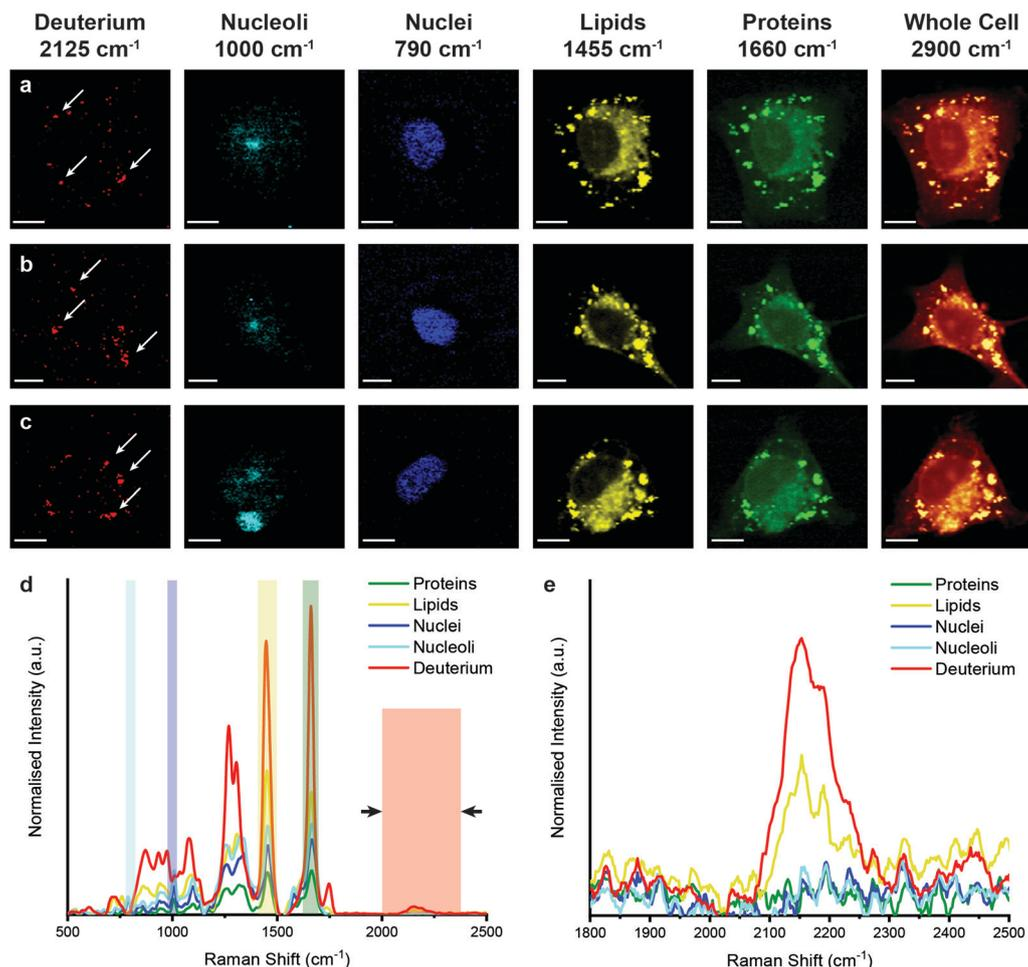 Deuterium Nucleoli Nuclei Lipids Proteins Whole Cell
2125 cm⁻¹ 1000 cm⁻¹ 790 cm⁻¹ 1455 cm⁻¹ 1660 cm⁻¹ 2900 cm⁻¹
a
b
c
d
Normalised Intensity (a.u.)
Proteins
Lipids
Nuclei
Nucleoli
Deuterium
500 1000 1500 2000 2500
Raman Shift (cm⁻¹)
e
Normalised Intensity (a.u.)
Proteins
Lipids
Nuclei
Nucleoli
Deuterium
1800 1900 2000 2100 2200 2300 2400 2500
Raman Shift (cm⁻¹)